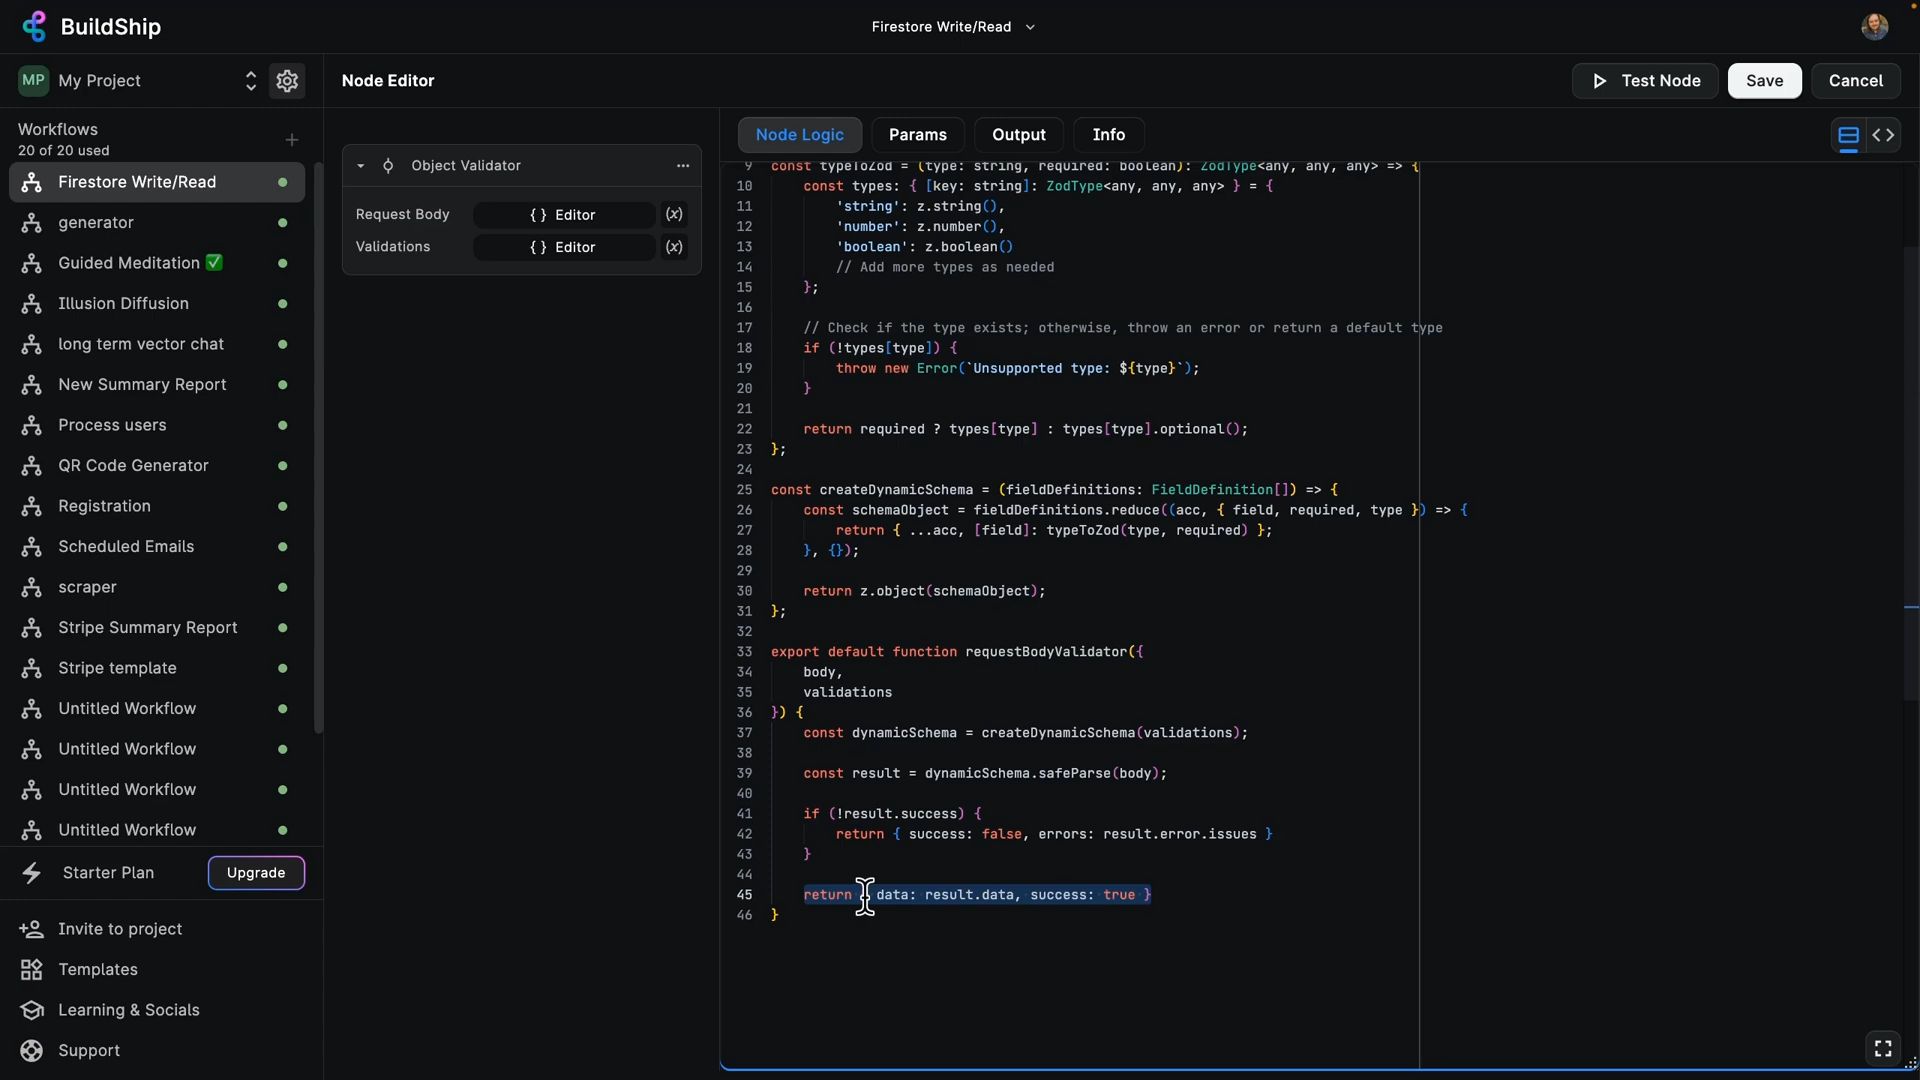 BuildShip
Firestore Write/Read
MP My Project
Node Editor
Test Node
Save
Cancel
Workflows
20 of 20 used
Firestore Write/Read
generator
Guided Meditation ✅
Illusion Diffusion
long term vector chat
New Summary Report
Process users
QR Code Generator
Registration
Scheduled Emails
scraper
Stripe Summary Report
Stripe template
Untitled Workflow
Untitled Workflow
Untitled Workflow
Untitled Workflow
Starter Plan
Upgrade
Invite to project
Templates
Learning & Socials
Support
Object Validator
Request Body { } Editor (x)
Validations { } Editor (x)
Node Logic
Params
Output
Info
9 const typeToZod = (type: string, required: boolean): ZodType<any, any, any> => {
10 const types: { [key: string]: ZodType<any, any, any> } = {
11 'string': z.string(),
12 'number': z.number(),
13 'boolean': z.boolean()
14 // Add more types as needed
15 };
16
17 // Check if the type exists; otherwise, throw an error or return a default type
18 if (!types[type]) {
19 throw new Error(`Unsupported type: ${type}`);
20 }
21
22 return required ? types[type] : types[type].optional();
23 };
24
25 const createDynamicSchema = (fieldDefinitions: FieldDefinition[]) => {
26 const schemaObject = fieldDefinitions.reduce((acc, { field, required, type }) => {
27 return { ...acc, [field]: typeToZod(type, required) };
28 }, {});
29
30 return z.object(schemaObject);
31 };
32
33 export default function requestBodyValidator({
34 body,
35 validations
36 }) {
37 const dynamicSchema = createDynamicSchema(validations);
38
39 const result = dynamicSchema.safeParse(body);
40
41 if (!result.success) {
42 return { success: false, errors: result.error.issues }
43 }
44
45 return { data: result.data, success: true }
46 }